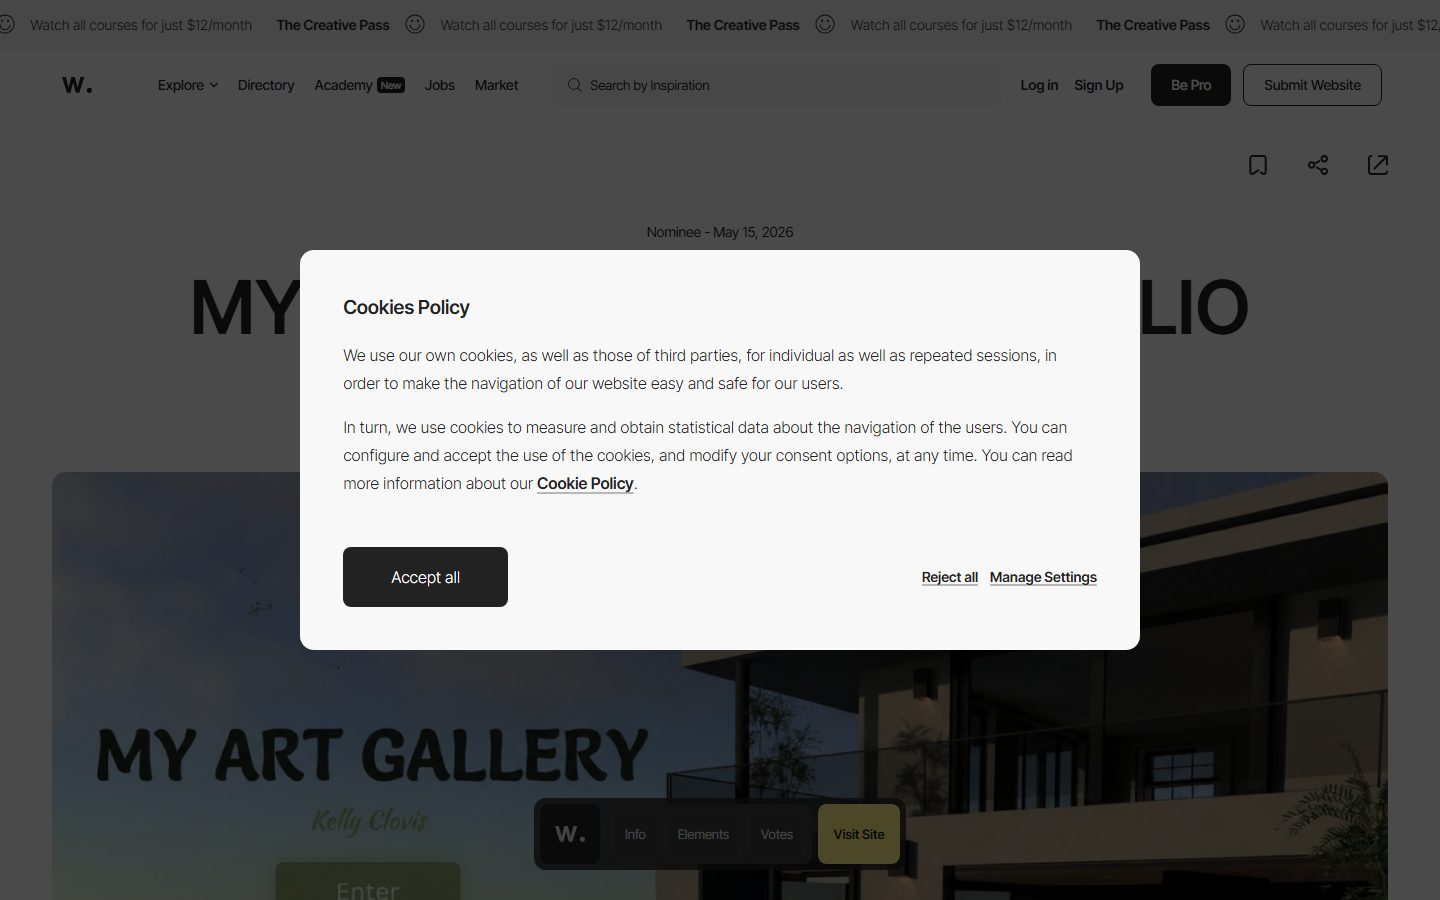 Watch all courses for just $12/month The Creative Pass Watch all courses for just $12/month The Creative Pass Watch all courses for just $12/month The Creative Pass Watch all courses for just $12/
W. Explore Directory Academy New Jobs Market Search by Inspiration Log in Sign Up Be Pro Submit Website
Nominee - May 15, 2026
MY LIO
Cookies Policy
We use our own cookies, as well as those of third parties, for individual as well as repeated sessions, in
order to make the navigation of our website easy and safe for our users.
In turn, we use cookies to measure and obtain statistical data about the navigation of the users. You can
configure and accept the use of the cookies, and modify your consent options, at any time. You can read
more information about our Cookie Policy.
Accept all Reject all Manage Settings
MY ART GALLERY
Kelly Clovis
Enter
W. Info Elements Votes Visit Site